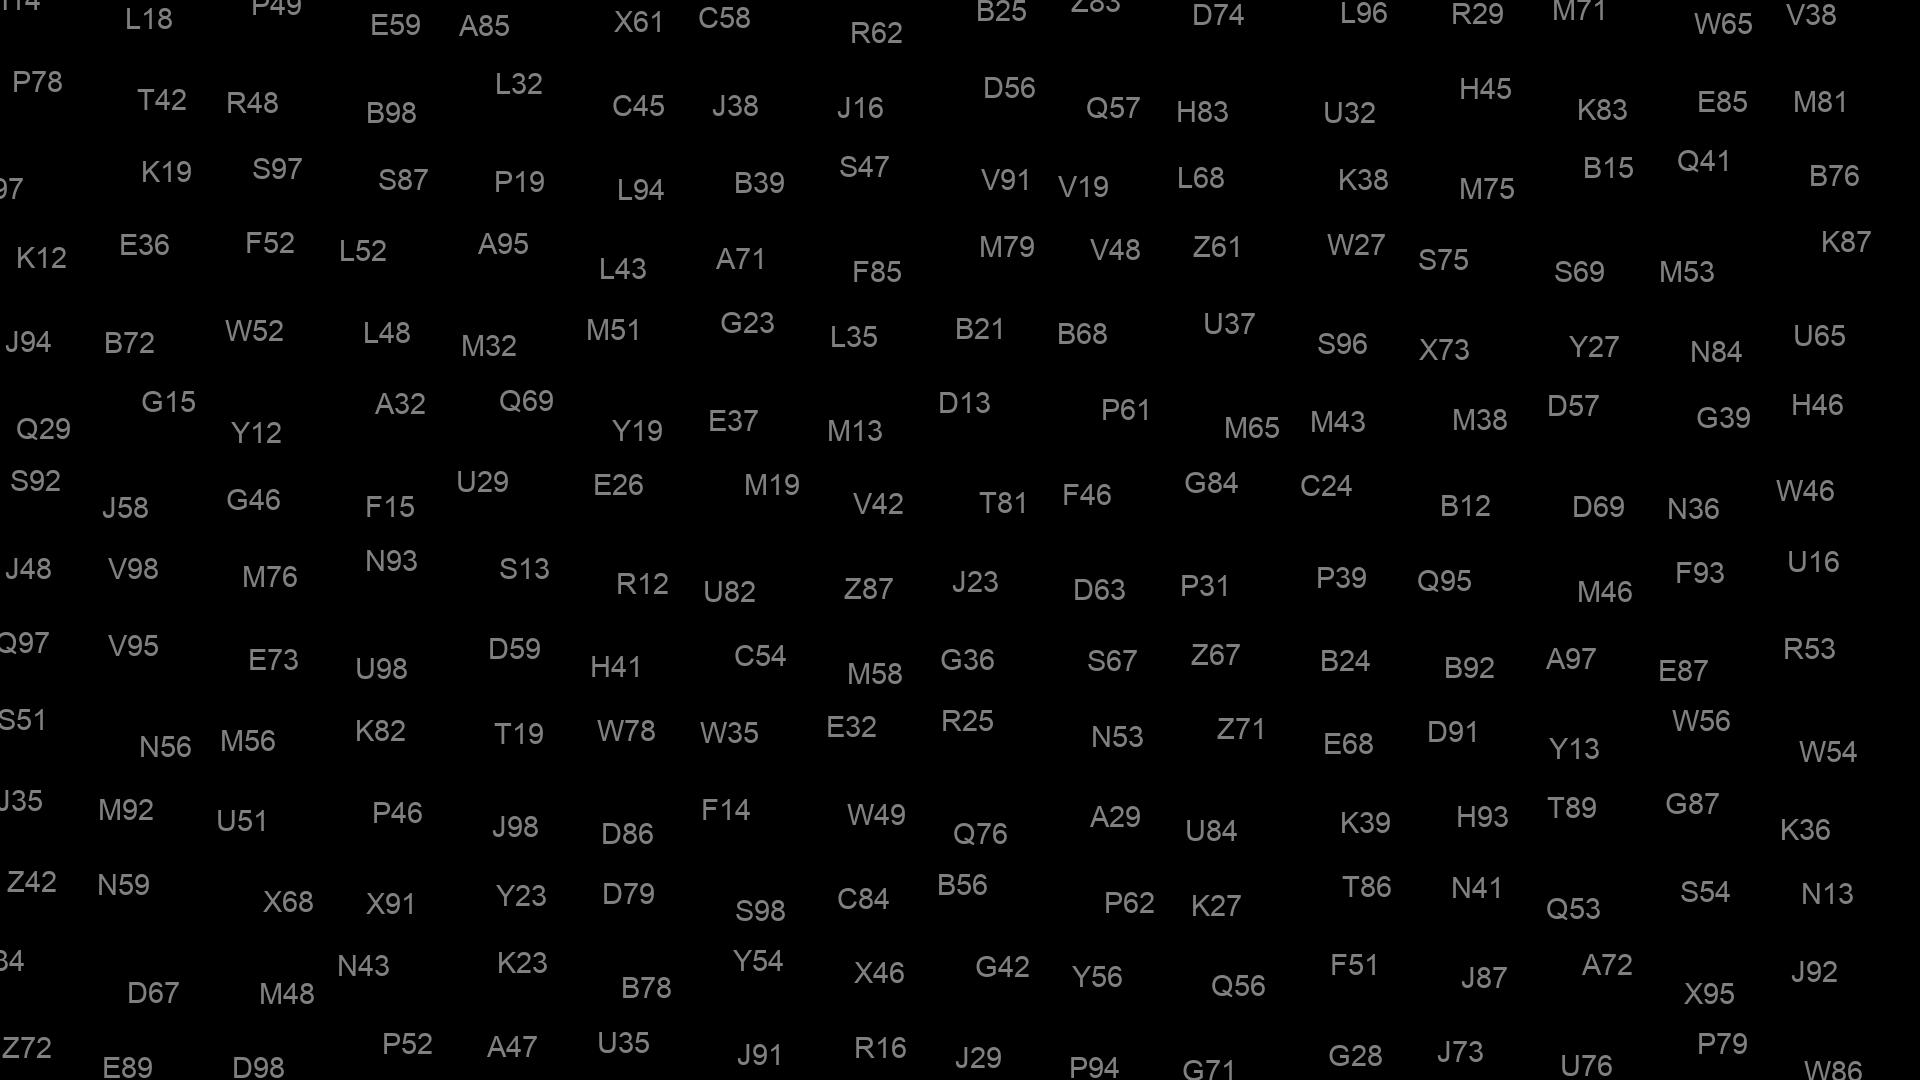 L18 P49 E59 A85 X61 C58 R62 B25 Z83 D74 L96 R29 M71 W65 V38
P78 T42 R48 B98 L32 C45 J38 J16 D56 Q57 H83 U32 H45 K83 E85 M81
K19 S97 S87 P19 L94 B39 S47 V91 V19 L68 K38 M75 B15 Q41 B76
K12 E36 F52 L52 A95 L43 A71 F85 M79 V48 Z61 W27 S75 S69 M53 K87
J94 B72 W52 L48 M32 M51 G23 L35 B21 B68 U37 S96 X73 Y27 N84 U65
Q29 G15 Y12 A32 Q69 Y19 E37 M13 D13 P61 M65 M43 M38 D57 G39 H46
S92 J58 G46 F15 U29 E26 M19 V42 T81 F46 G84 C24 B12 D69 N36 W46
J48 V98 M76 N93 S13 R12 U82 Z87 J23 D63 P31 P39 Q95 M46 F93 U16
Q97 V95 E73 U98 D59 H41 C54 M58 G36 S67 Z67 B24 B92 A97 E87 R53
S51 N56 M56 K82 T19 W78 W35 E32 R25 N53 Z71 E68 D91 Y13 W56 W54
J35 M92 U51 P46 J98 D86 F14 W49 Q76 A29 U84 K39 H93 T89 G87 K36
Z42 N59 X68 X91 Y23 D79 S98 C84 B56 P62 K27 T86 N41 Q53 S54 N13
D67 M48 N43 K23 B78 Y54 X46 G42 Y56 Q56 F51 J87 A72 X95 J92
Z72 E89 D98 P52 A47 U35 J91 R16 J29 P94 G71 G28 J73 U76 P79 W86